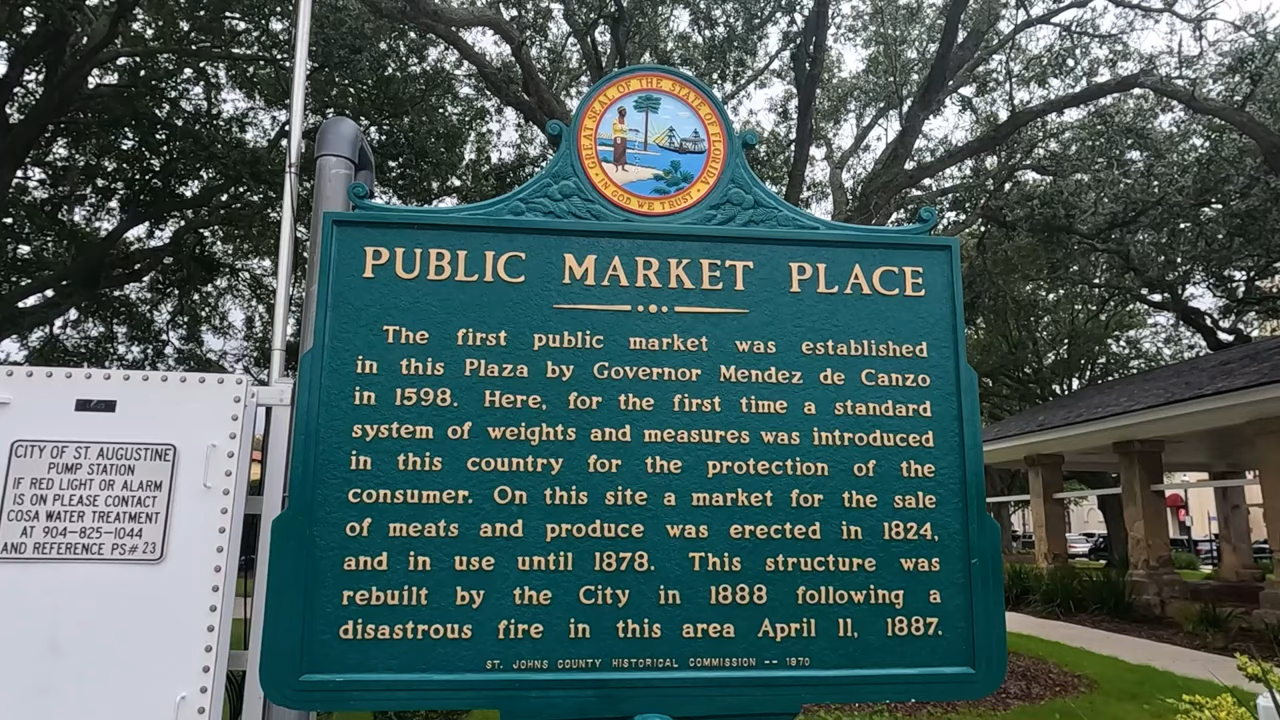 GREAT SEAL OF THE STATE OF FLORIDA
IN GOD WE TRUST
PUBLIC MARKET PLACE
The first public market was established
in this Plaza by Governor Mendez de Canzo
in 1598. Here, for the first time a standard
system of weights and measures was introduced
in this country for the protection of the
consumer. On this site a market for the sale
of meats and produce was erected in 1824,
and in use until 1878. This structure was
rebuilt by the City in 1888 following a
disastrous fire in this area April 11, 1887.
ST. JOHNS COUNTY HISTORICAL COMMISSION -- 1970
CITY OF ST. AUGUSTINE
PUMP STATION
IF RED LIGHT OR ALARM
IS ON PLEASE CONTACT
COSA WATER TREATMENT
AT 904-825-1044
AND REFERENCE PS# 23